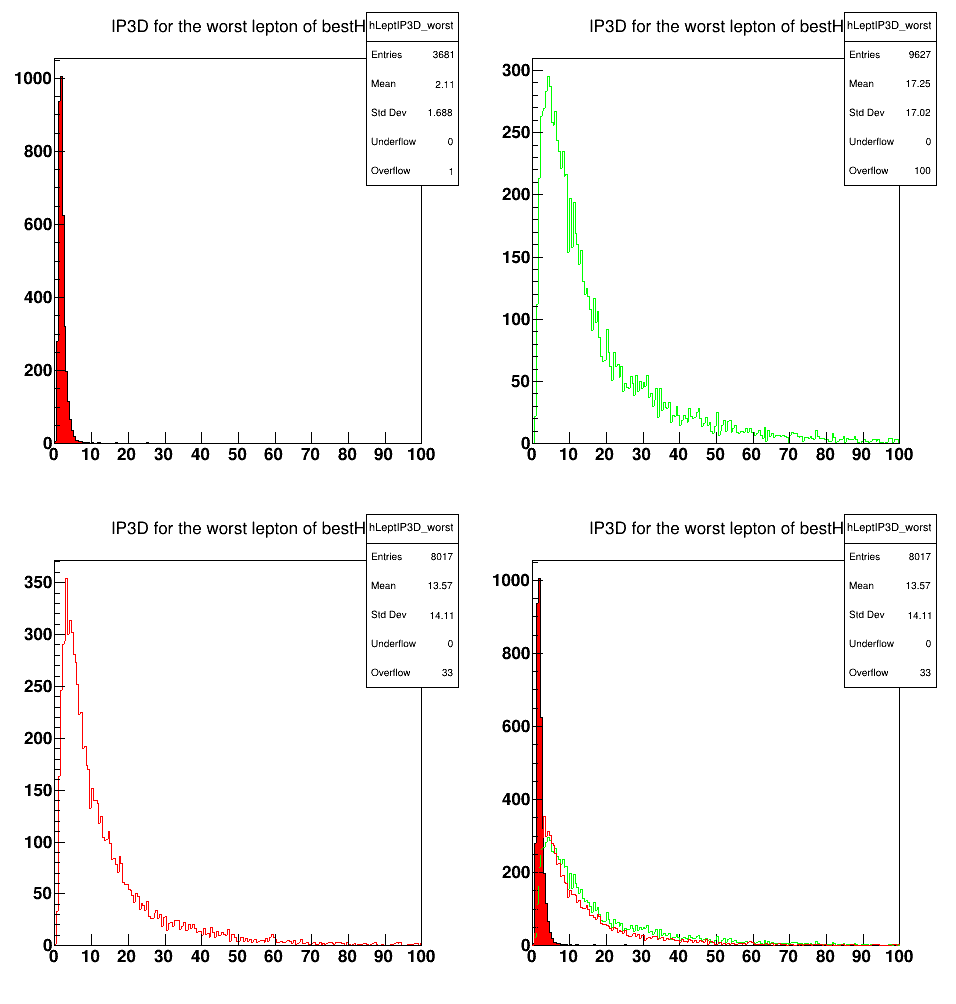 IP3D for the worst lepton of bestH
hLeptIP3D_worst
Entries 3681
Mean 2.11
Std Dev 1.688
Underflow 0
Overflow 1
1000
800
600
400
200
0
0 10 20 30 40 50 60 70 80 90 100
IP3D for the worst lepton of bestH
hLeptIP3D_worst
Entries 9627
Mean 17.25
Std Dev 17.02
Underflow 0
Overflow 100
300
250
200
150
100
50
0
0 10 20 30 40 50 60 70 80 90 100
IP3D for the worst lepton of bestH
hLeptIP3D_worst
Entries 8017
Mean 13.57
Std Dev 14.11
Underflow 0
Overflow 33
350
300
250
200
150
100
50
0
0 10 20 30 40 50 60 70 80 90 100
IP3D for the worst lepton of bestH
hLeptIP3D_worst
Entries 8017
Mean 13.57
Std Dev 14.11
Underflow 0
Overflow 33
1000
800
600
400
200
0
0 10 20 30 40 50 60 70 80 90 100